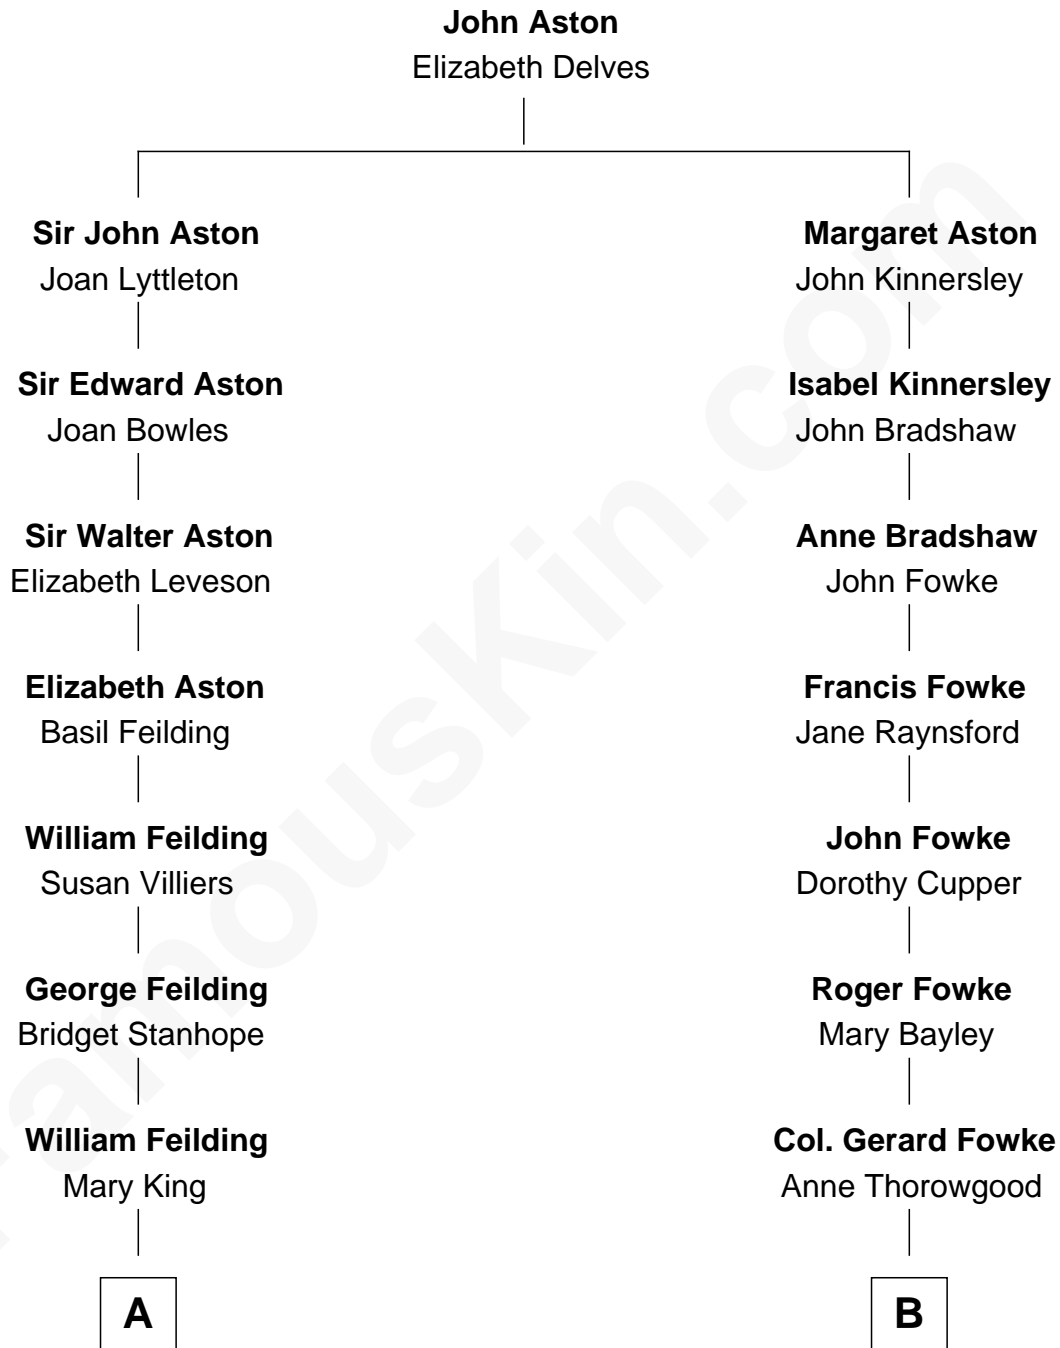 John Aston
Elizabeth Delves
Sir John Aston
Joan Lyttleton
Margaret Aston
John Kinnersley
Sir Edward Aston
Joan Bowles
Isabel Kinnersley
John Bradshaw
Sir Walter Aston
Elizabeth Leveson
Anne Bradshaw
John Fowke
Elizabeth Aston
Basil Feilding
Francis Fowke
Jane Raynsford
William Feilding
Susan Villiers
John Fowke
Dorothy Cupper
George Feilding
Bridget Stanhope
Roger Fowke
Mary Bayley
William Feilding
Mary King
Col. Gerard Fowke
Anne Thorowgood
A
B
FamousKin.com